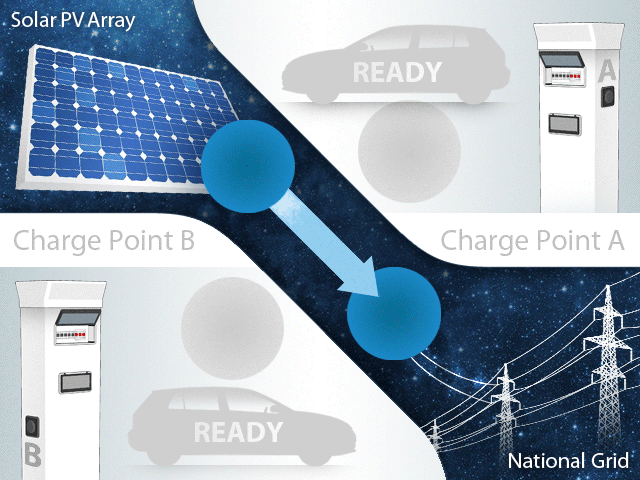 Solar PV Array
READY
A
Charge Point B
Charge Point A
READY
B
National Grid